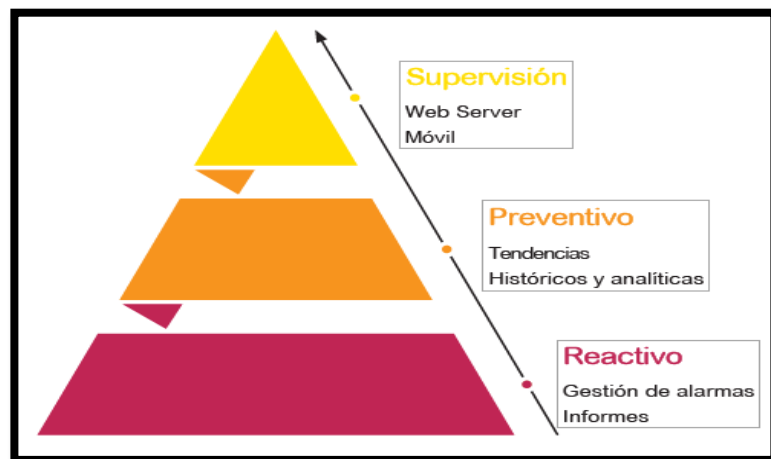 Supervisión
Web Server
Móvil
Preventivo
Tendencias
Históricos y analíticas
Reactivo
Gestión de alarmas
Informes